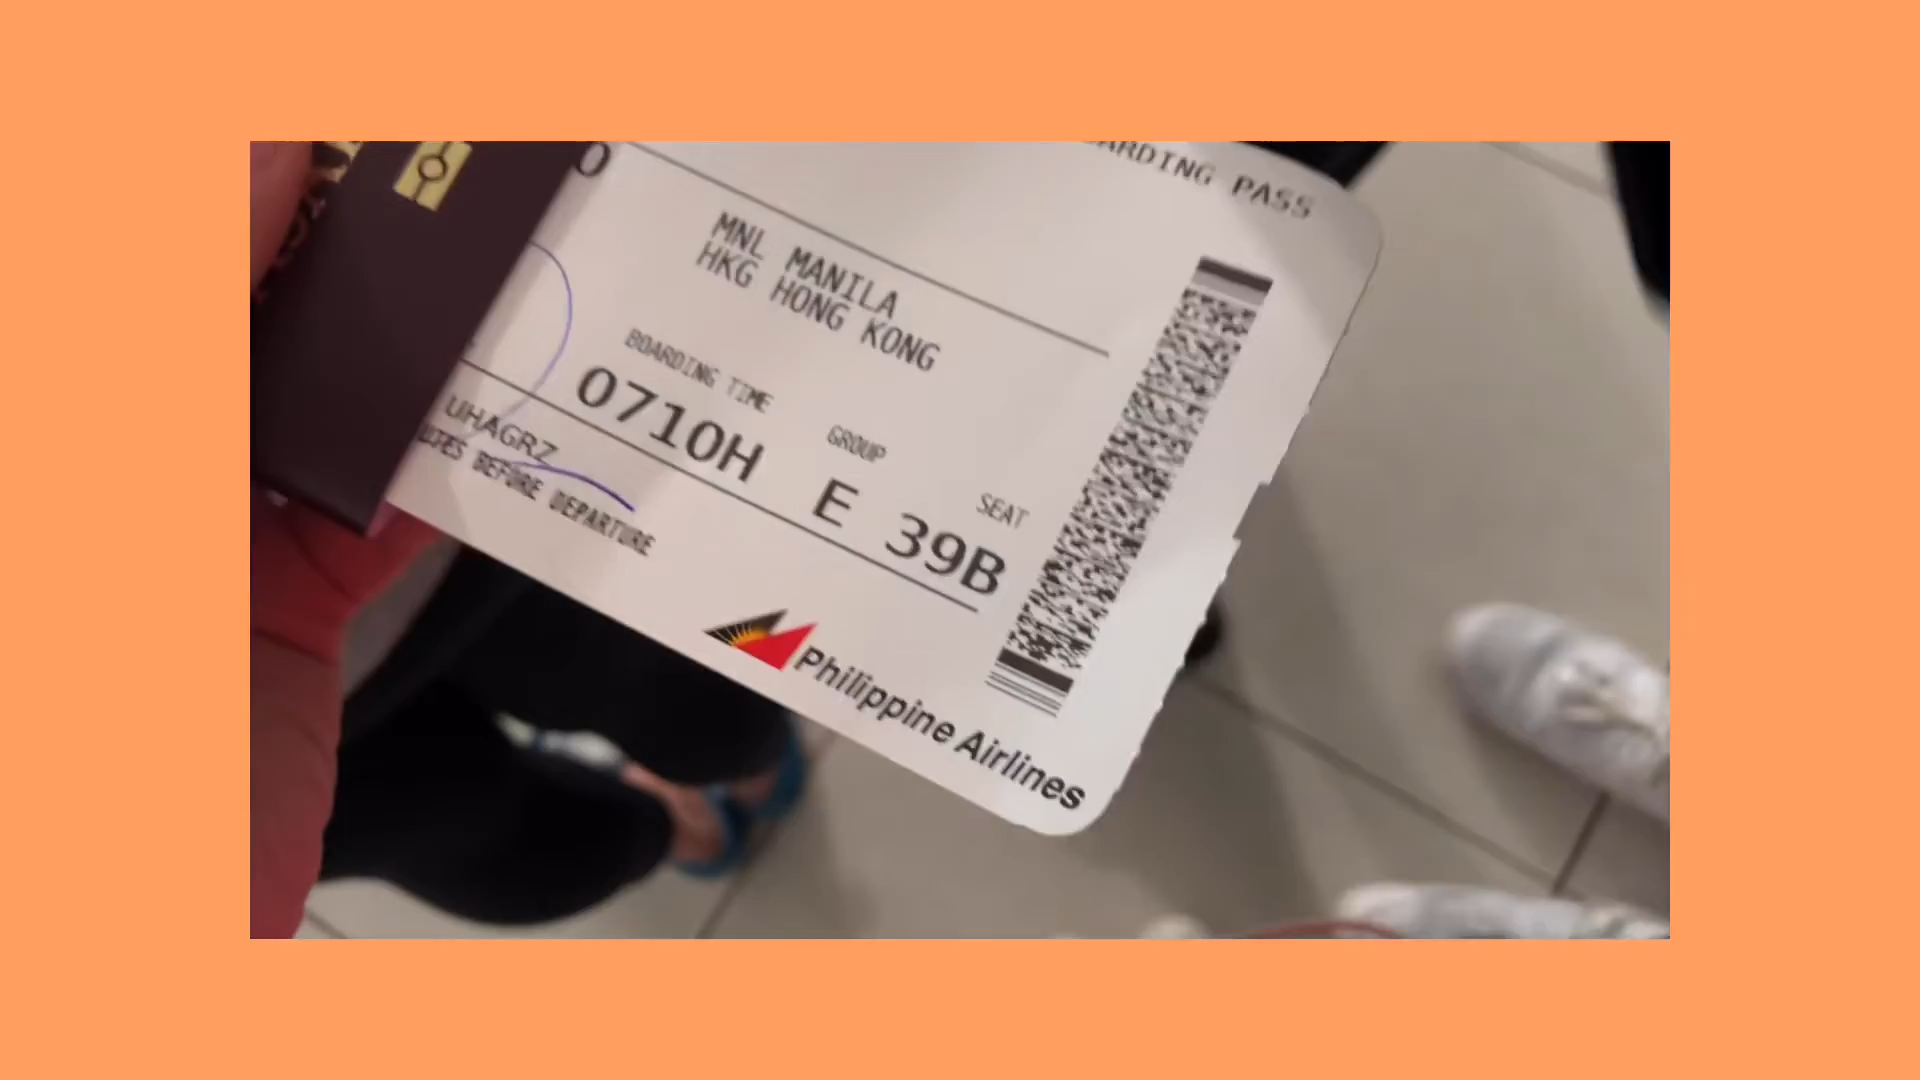 BOARDING PASS
MNL MANILA
HKG HONG KONG
BOARDING TIME
GROUP
SEAT
0710H
E
39B
UHAGRZ
BEFORE DEPARTURE
Philippine Airlines